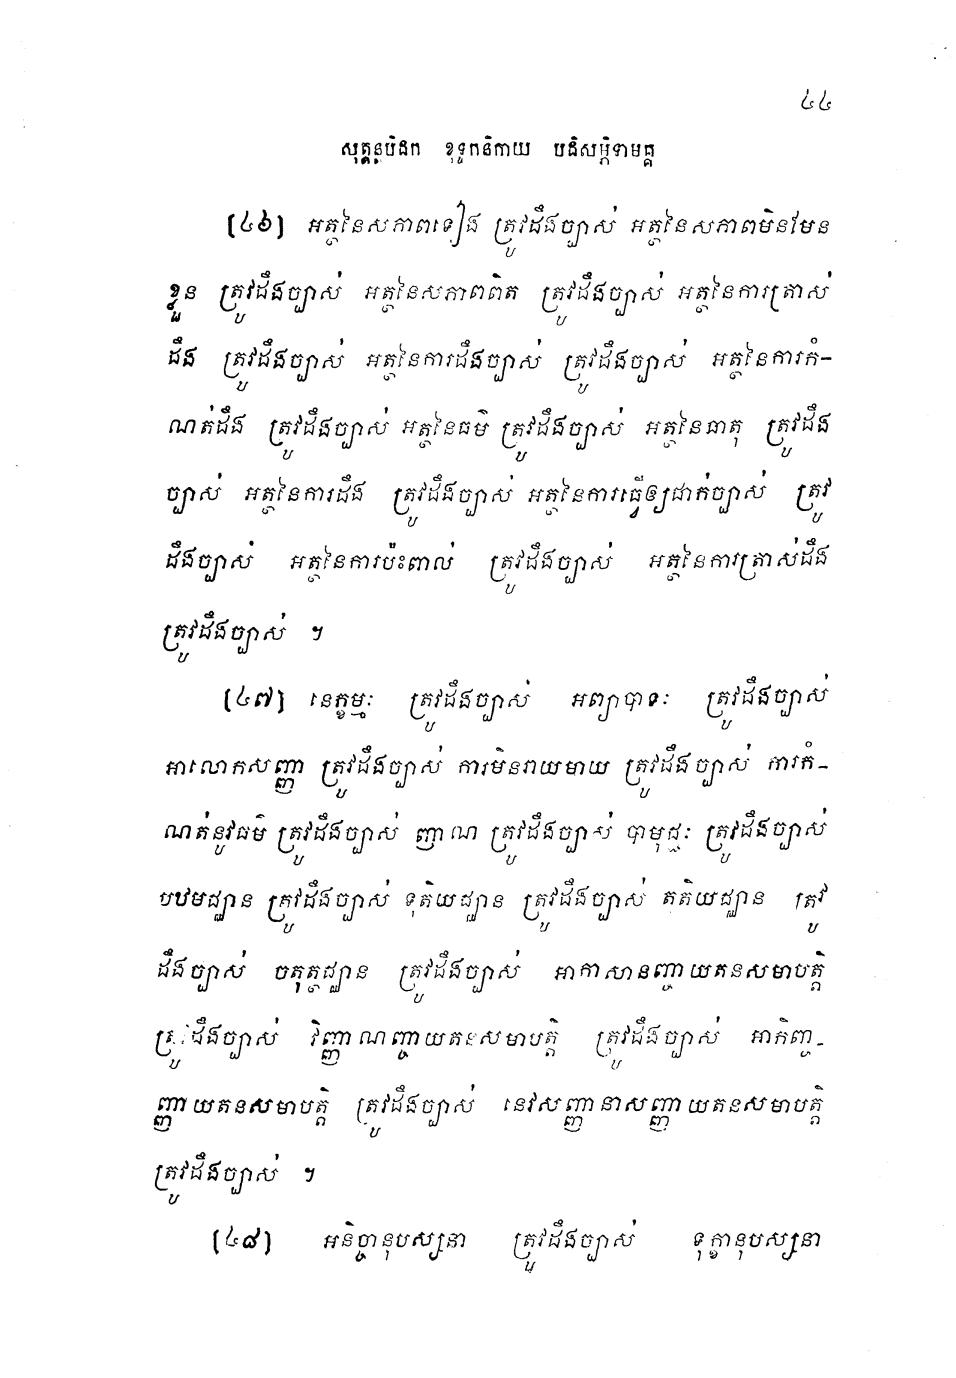 ៤៤
សុត្តន្តបិដក ខុទ្ទកនិកាយ បដិសម្ភិទាមគ្គ
(៤៦) អត្ថនៃសភាពទៀង ត្រូវដឹងច្បាស់ អត្ថនៃសភាពមិនមែន
ខ្លួន ត្រូវដឹងច្បាស់ អត្ថនៃសភាពពិត ត្រូវដឹងច្បាស់ អត្ថនៃការត្រាស់
ដឹង ត្រូវដឹងច្បាស់ អត្ថនៃការដឹងច្បាស់ ត្រូវដឹងច្បាស់ អត្ថនៃការកំ-
ណត់ដឹង ត្រូវដឹងច្បាស់ អត្ថនៃធម៌ ត្រូវដឹងច្បាស់ អត្ថនៃធាតុ ត្រូវដឹង
ច្បាស់ អត្ថនៃការដឹង ត្រូវដឹងច្បាស់ អត្ថនៃការធ្វើឲ្យជាក់ច្បាស់ ត្រូវ
ដឹងច្បាស់ អត្ថនៃការប៉ះពាល់ ត្រូវដឹងច្បាស់ អត្ថនៃការត្រាស់ដឹង
ត្រូវដឹងច្បាស់ ។
(៤៧) នេក្ខម្មៈ ត្រូវដឹងច្បាស់ អព្យាបាទៈ ត្រូវដឹងច្បាស់
អាលោកសញ្ញា ត្រូវដឹងច្បាស់ ការមិនរាយមាយ ត្រូវដឹងច្បាស់ ការកំ-
ណត់នូវធម៌ ត្រូវដឹងច្បាស់ ញាណ ត្រូវដឹងច្បាស់ បាមុជ្ជៈ ត្រូវដឹងច្បាស់
បឋមជ្ឈាន ត្រូវដឹងច្បាស់ ទុតិយជ្ឈាន ត្រូវដឹងច្បាស់ តតិយជ្ឈាន ត្រូវ
ដឹងច្បាស់ ចតុត្ថជ្ឈាន ត្រូវដឹងច្បាស់ អាកាសានញ្ចាយតនសមាបត្តិ
ត្រូវដឹងច្បាស់ វិញ្ញាណញ្ចាយតនសមាបត្តិ ត្រូវដឹងច្បាស់ អាកិញ្ច-
ញ្ញាយតនសមាបត្តិ ត្រូវដឹងច្បាស់ នេវសញ្ញានាសញ្ញាយតនសមាបត្តិ
ត្រូវដឹងច្បាស់ ។
(៤៨) អនិច្ចានុបស្សនា ត្រូវដឹងច្បាស់ ទុក្ខានុបស្សនា